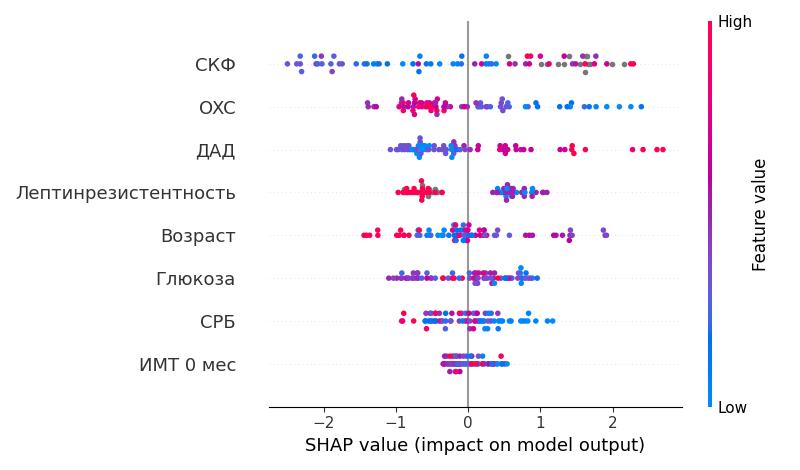 High
СКФ
ОХС
ДАД
Лептинрезистентность
Возраст
Глюкоза
СРБ
ИМТ 0 мес
Feature value
Low
−2 −1 0 1 2
SHAP value (impact on model output)